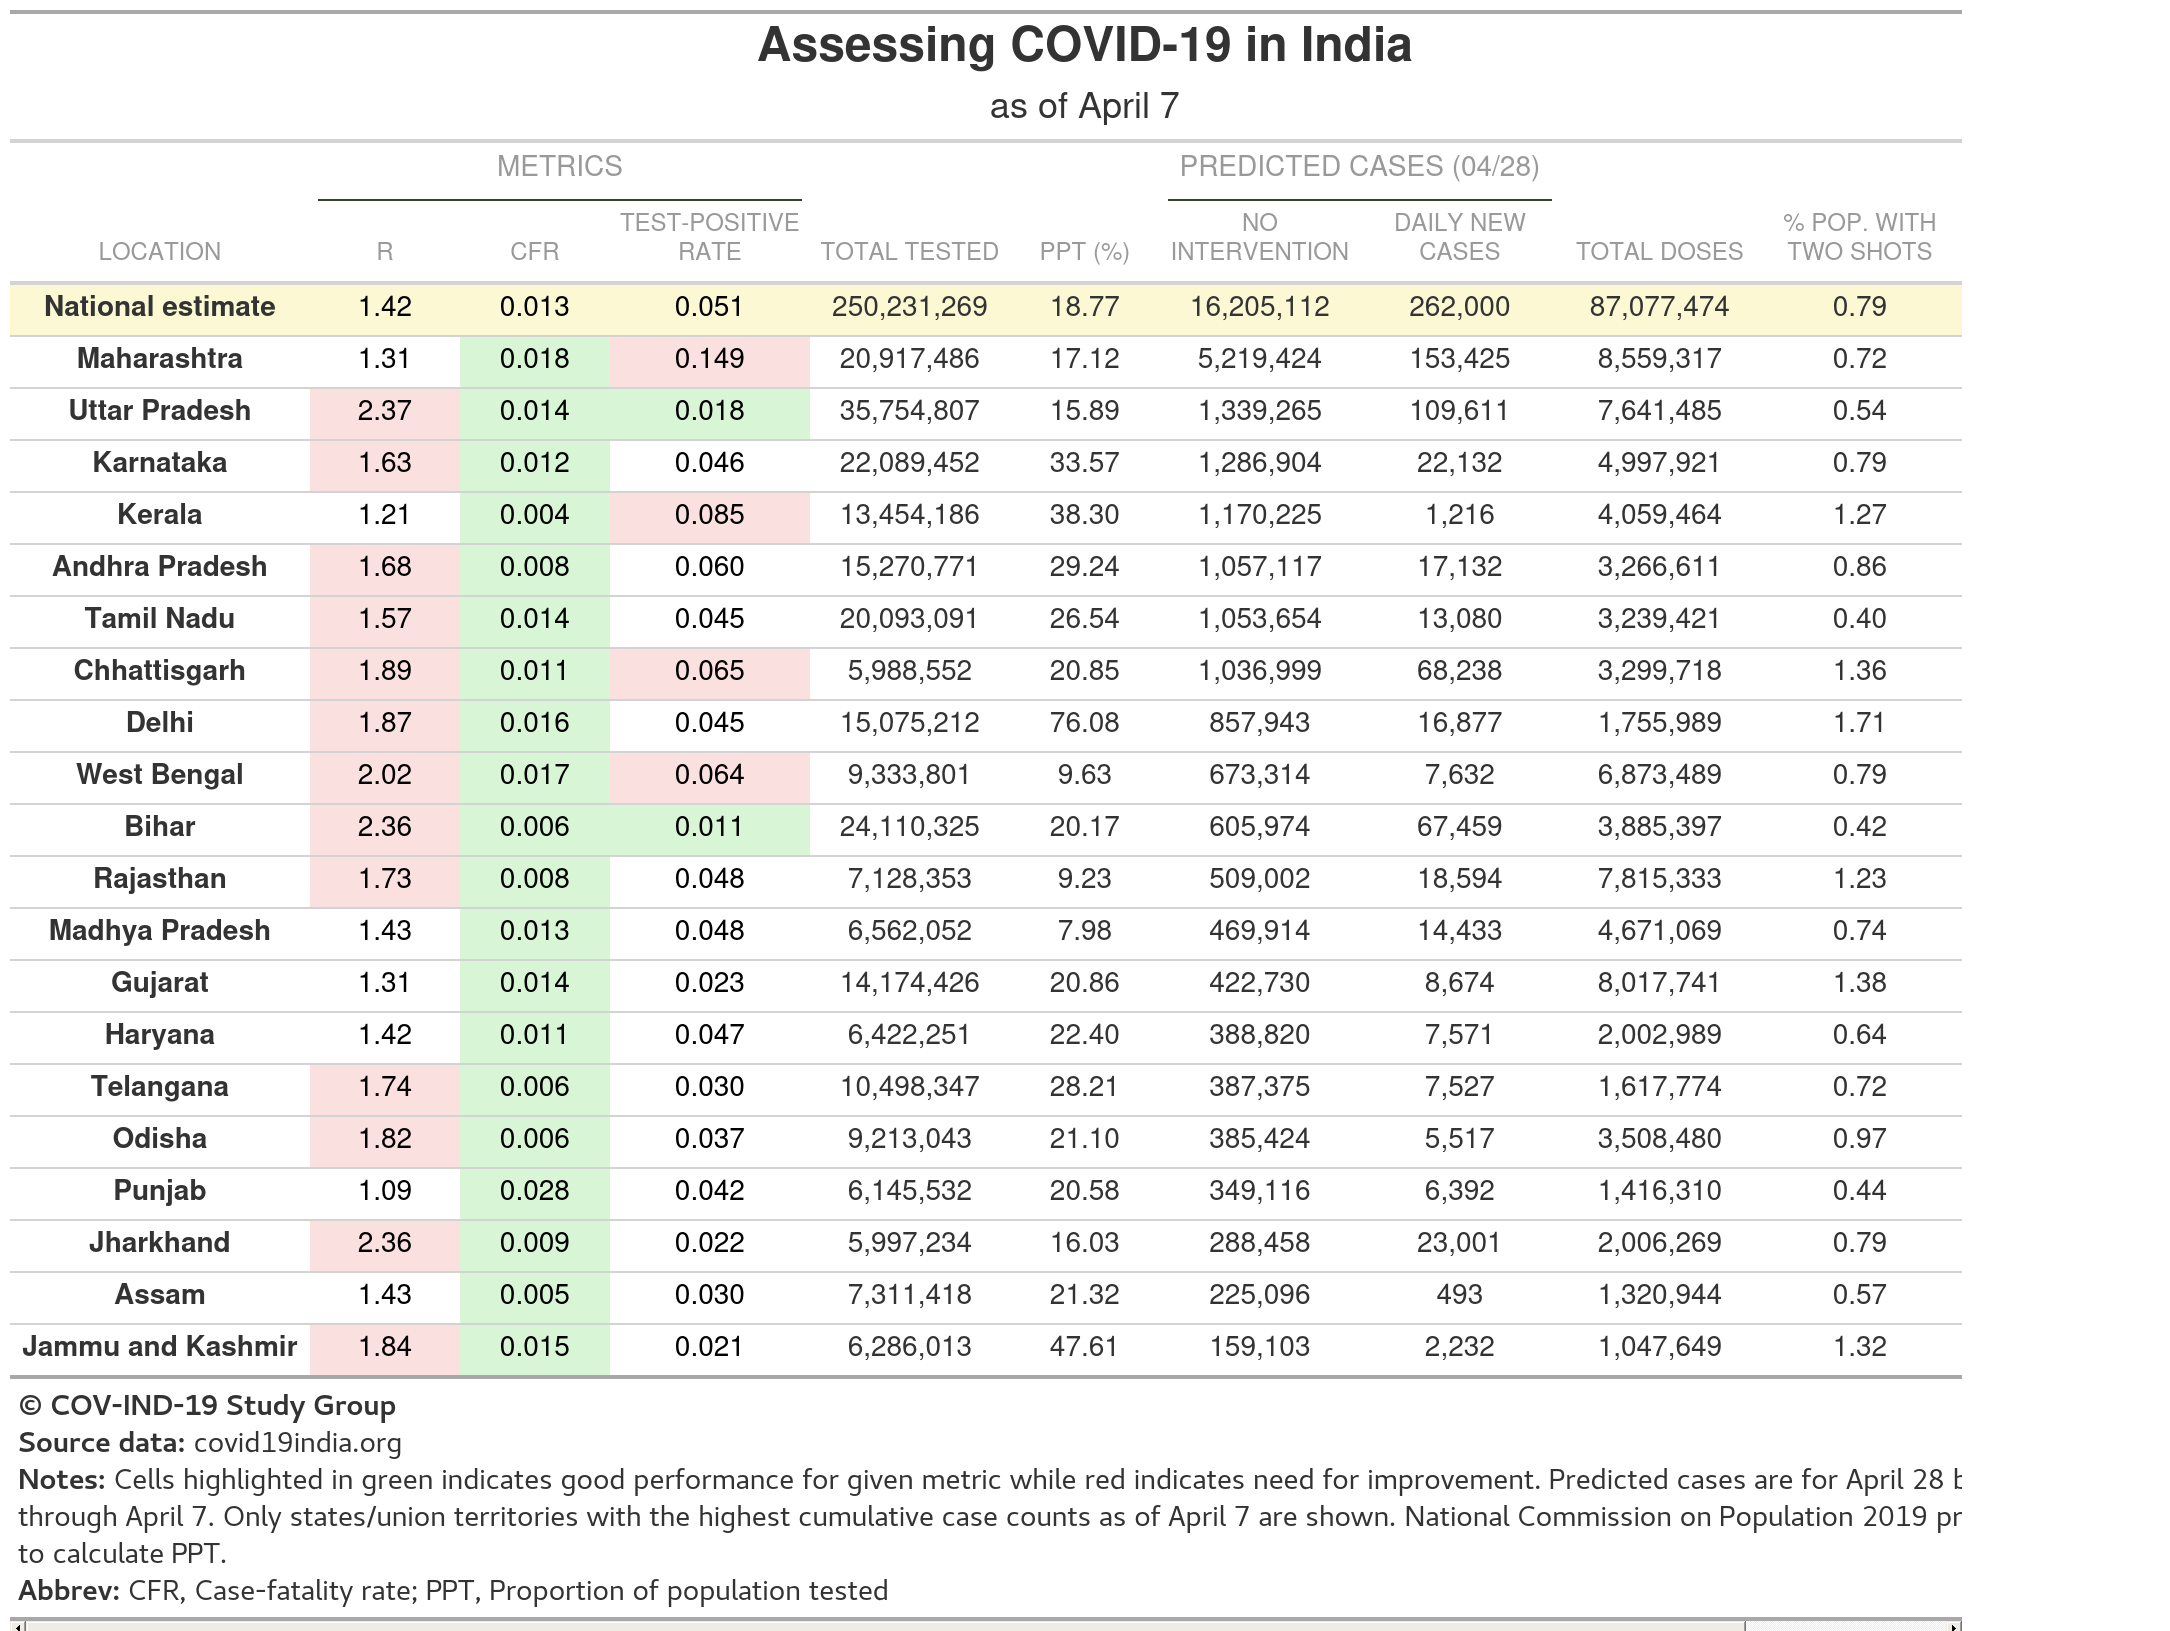 Assessing COVID-19 in India
as of April 7
METRICS PREDICTED CASES (04/28)
LOCATION R CFR TEST-POSITIVE RATE TOTAL TESTED PPT (%) NO INTERVENTION DAILY NEW CASES TOTAL DOSES % POP. WITH TWO SHOTS
National estimate 1.42 0.013 0.051 250,231,269 18.77 16,205,112 262,000 87,077,474 0.79
Maharashtra 1.31 0.018 0.149 20,917,486 17.12 5,219,424 153,425 8,559,317 0.72
Uttar Pradesh 2.37 0.014 0.018 35,754,807 15.89 1,339,265 109,611 7,641,485 0.54
Karnataka 1.63 0.012 0.046 22,089,452 33.57 1,286,904 22,132 4,997,921 0.79
Kerala 1.21 0.004 0.085 13,454,186 38.30 1,170,225 1,216 4,059,464 1.27
Andhra Pradesh 1.68 0.008 0.060 15,270,771 29.24 1,057,117 17,132 3,266,611 0.86
Tamil Nadu 1.57 0.014 0.045 20,093,091 26.54 1,053,654 13,080 3,239,421 0.40
Chhattisgarh 1.89 0.011 0.065 5,988,552 20.85 1,036,999 68,238 3,299,718 1.36
Delhi 1.87 0.016 0.045 15,075,212 76.08 857,943 16,877 1,755,989 1.71
West Bengal 2.02 0.017 0.064 9,333,801 9.63 673,314 7,632 6,873,489 0.79
Bihar 2.36 0.006 0.011 24,110,325 20.17 605,974 67,459 3,885,397 0.42
Rajasthan 1.73 0.008 0.048 7,128,353 9.23 509,002 18,594 7,815,333 1.23
Madhya Pradesh 1.43 0.013 0.048 6,562,052 7.98 469,914 14,433 4,671,069 0.74
Gujarat 1.31 0.014 0.023 14,174,426 20.86 422,730 8,674 8,017,741 1.38
Haryana 1.42 0.011 0.047 6,422,251 22.40 388,820 7,571 2,002,989 0.64
Telangana 1.74 0.006 0.030 10,498,347 28.21 387,375 7,527 1,617,774 0.72
Odisha 1.82 0.006 0.037 9,213,043 21.10 385,424 5,517 3,508,480 0.97
Punjab 1.09 0.028 0.042 6,145,532 20.58 349,116 6,392 1,416,310 0.44
Jharkhand 2.36 0.009 0.022 5,997,234 16.03 288,458 23,001 2,006,269 0.79
Assam 1.43 0.005 0.030 7,311,418 21.32 225,096 493 1,320,944 0.57
Jammu and Kashmir 1.84 0.015 0.021 6,286,013 47.61 159,103 2,232 1,047,649 1.32
© COV-IND-19 Study Group
Source data: covid19india.org
Notes: Cells highlighted in green indicates good performance for given metric while red indicates need for improvement. Predicted cases are for April 28
through April 7. Only states/union territories with the highest cumulative case counts as of April 7 are shown. National Commission on Population 2019
to calculate PPT.
Abbrev: CFR, Case-fatality rate; PPT, Proportion of population tested